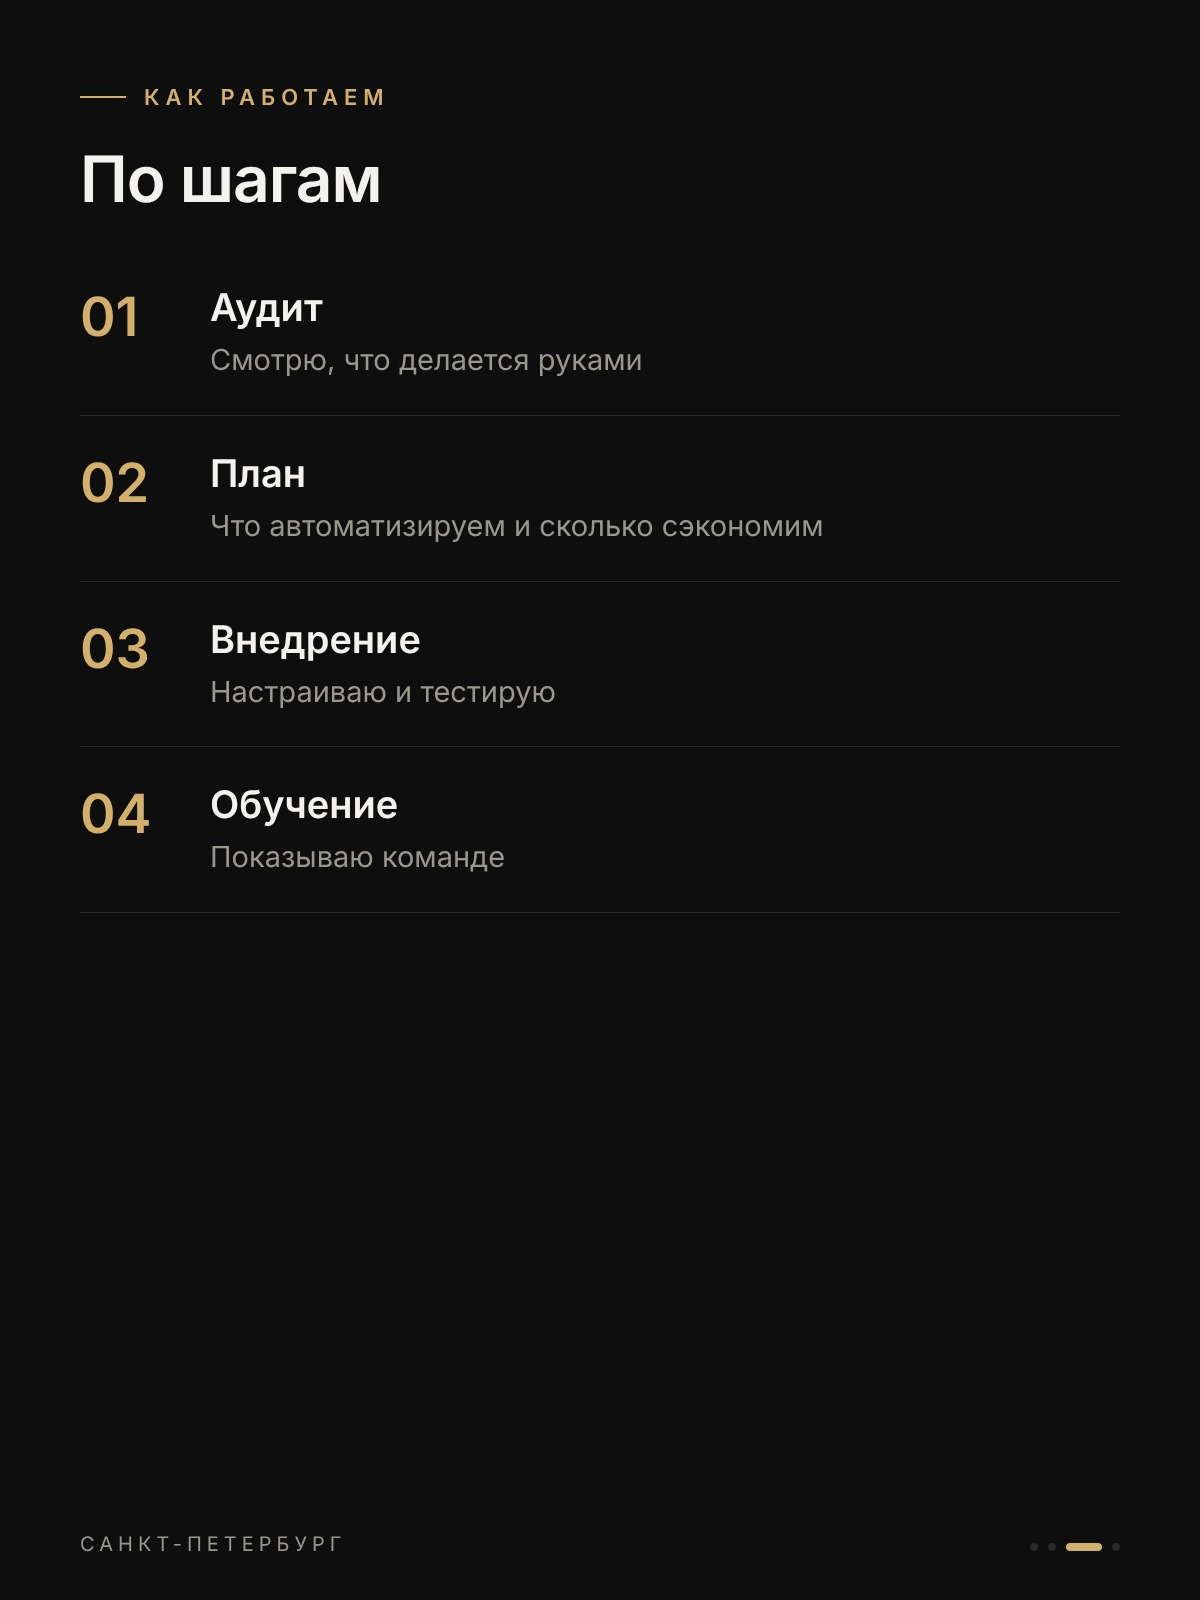 КАК РАБОТАЕМ
По шагам
01
Аудит
Смотрю, что делается руками
02
План
Что автоматизируем и сколько сэкономим
03
Внедрение
Настраиваю и тестирую
04
Обучение
Показываю команде
САНКТ-ПЕТЕРБУРГ